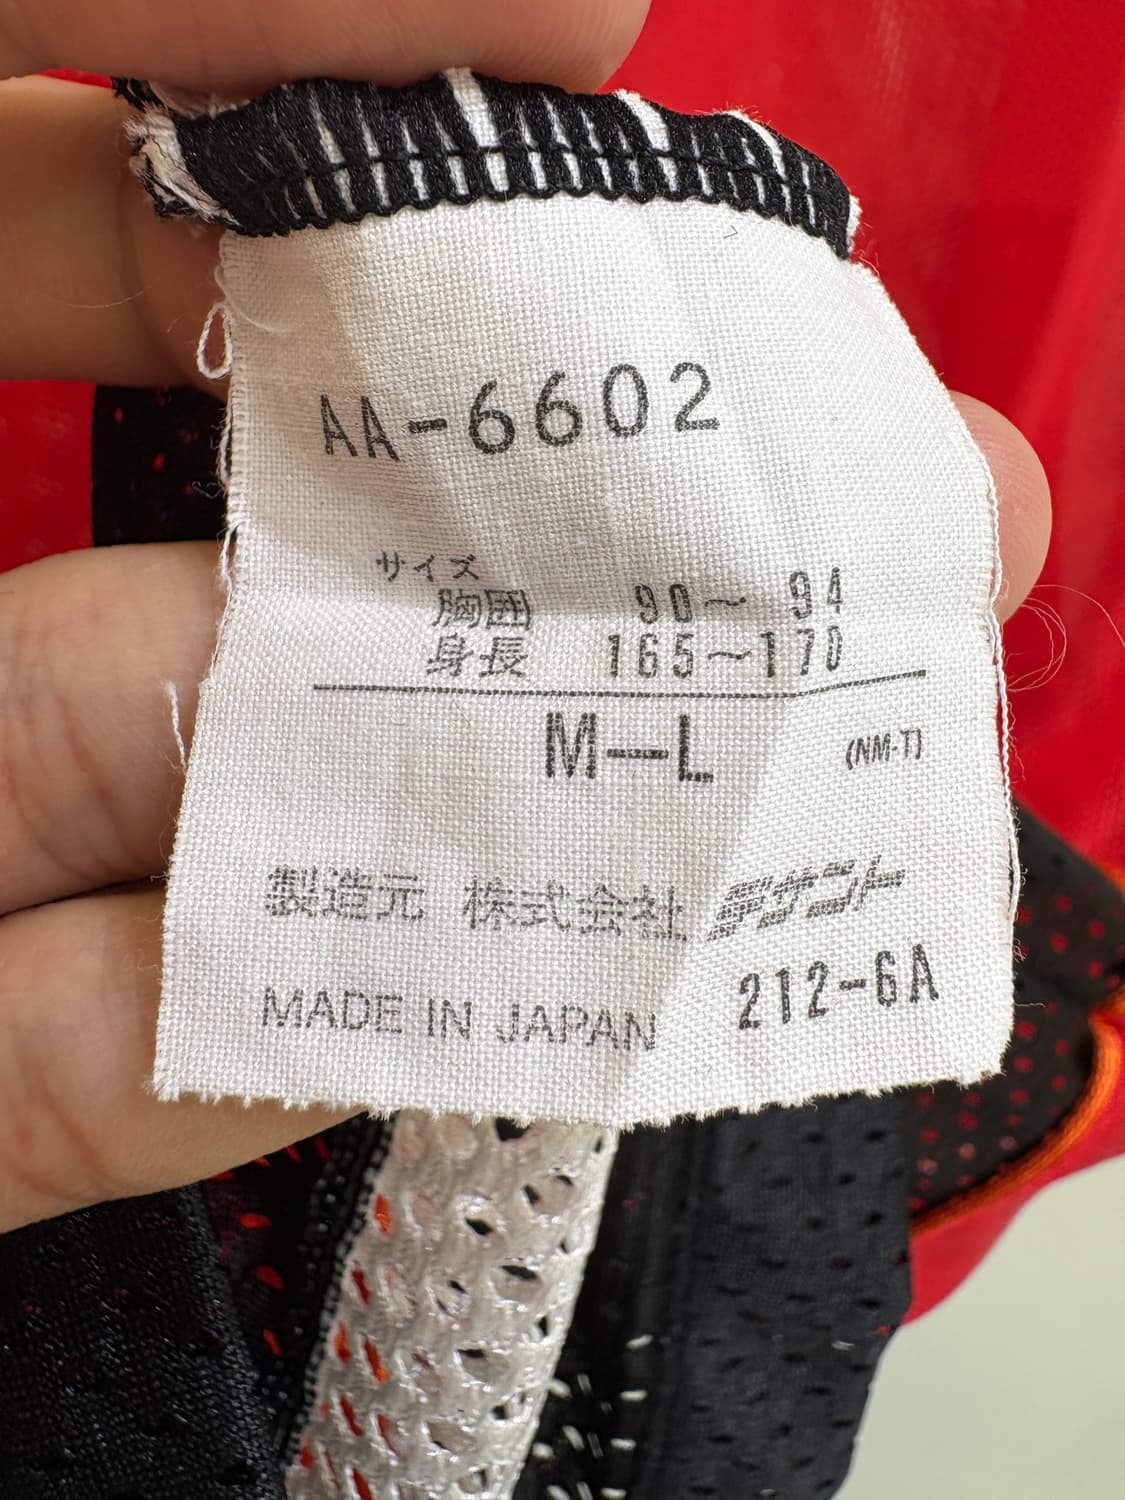 AA-6602
サイズ
胸囲 90〜 94
身長 165〜170
M—L (NM-T)
製造元 株式会社 デサント
MADE IN JAPAN 212-6A